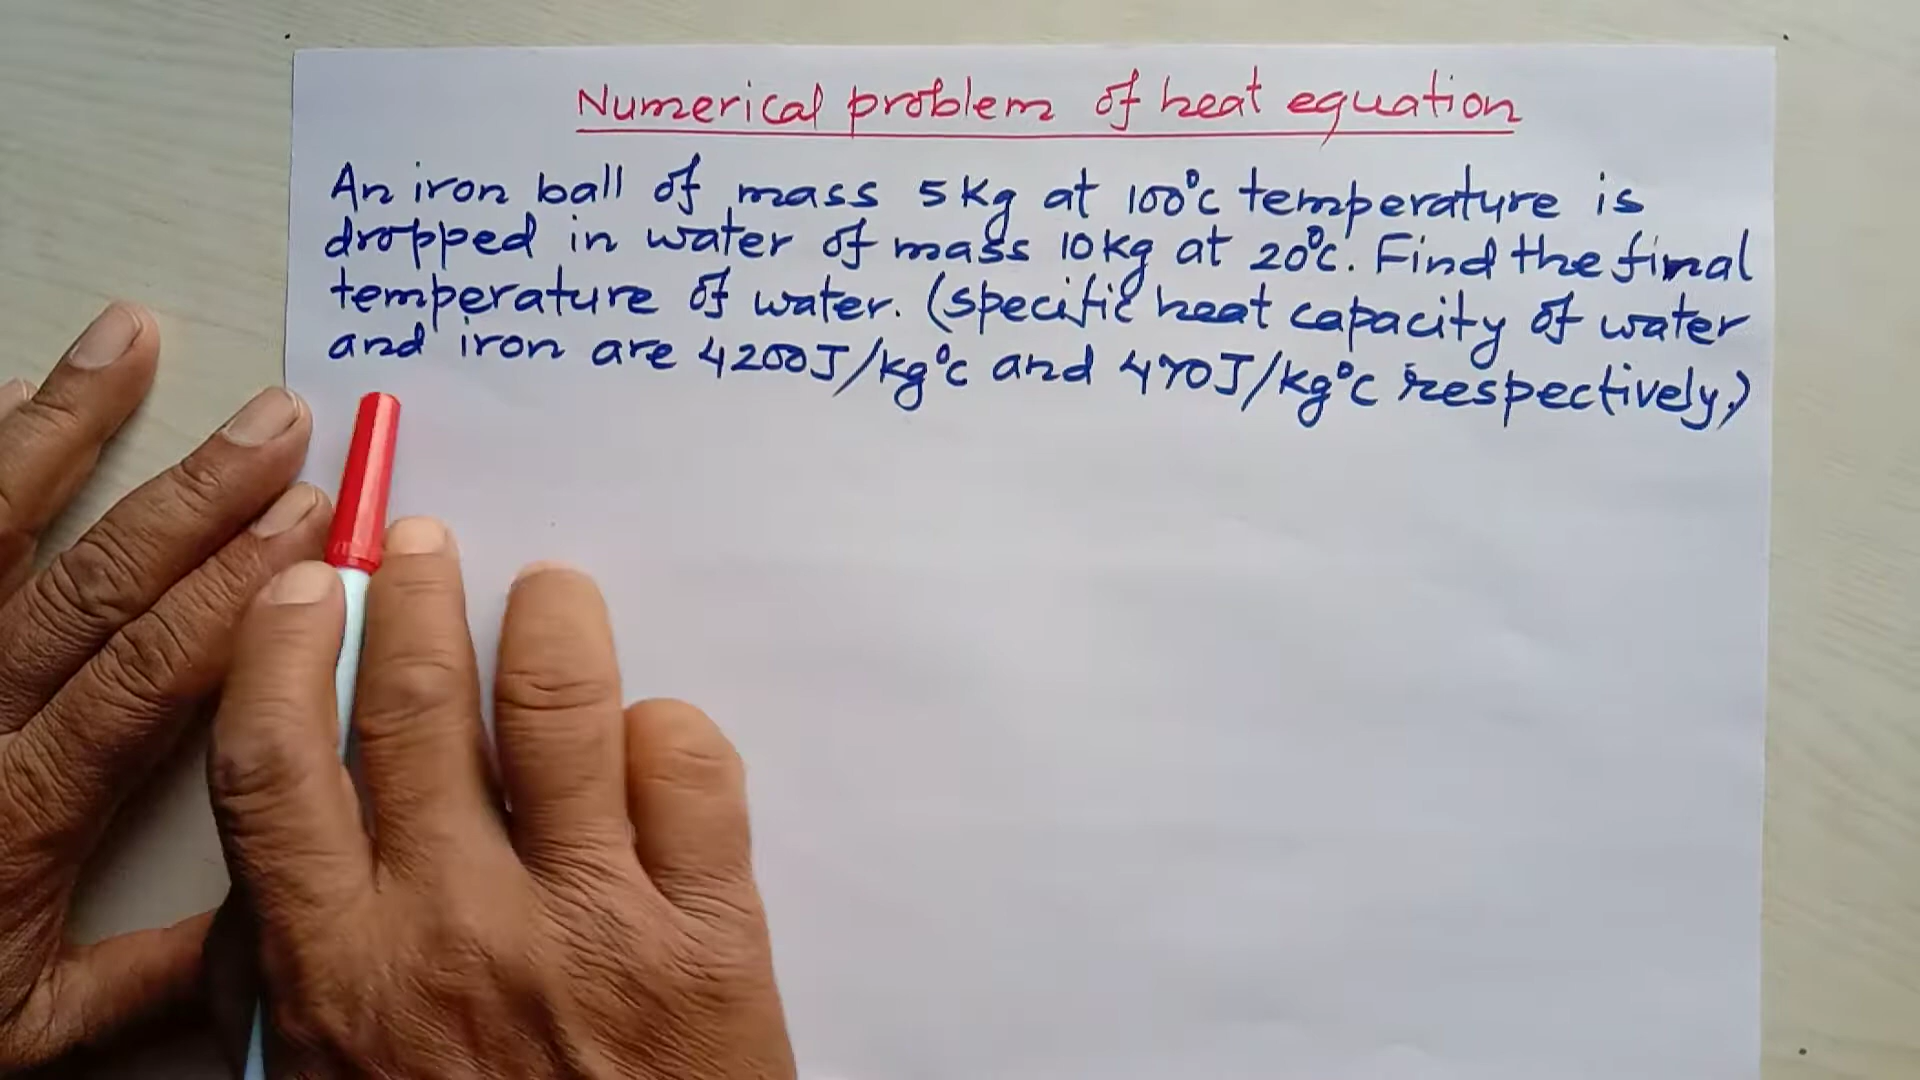 Numerical problem of heat equation
An iron ball of mass 5kg at 100°C temperature is
dropped in water of mass 10kg at 20°C. Find the final
temperature of water. (specific heat capacity of water
and iron are 4200J/kg°C and 470J/kg°C respectively.)